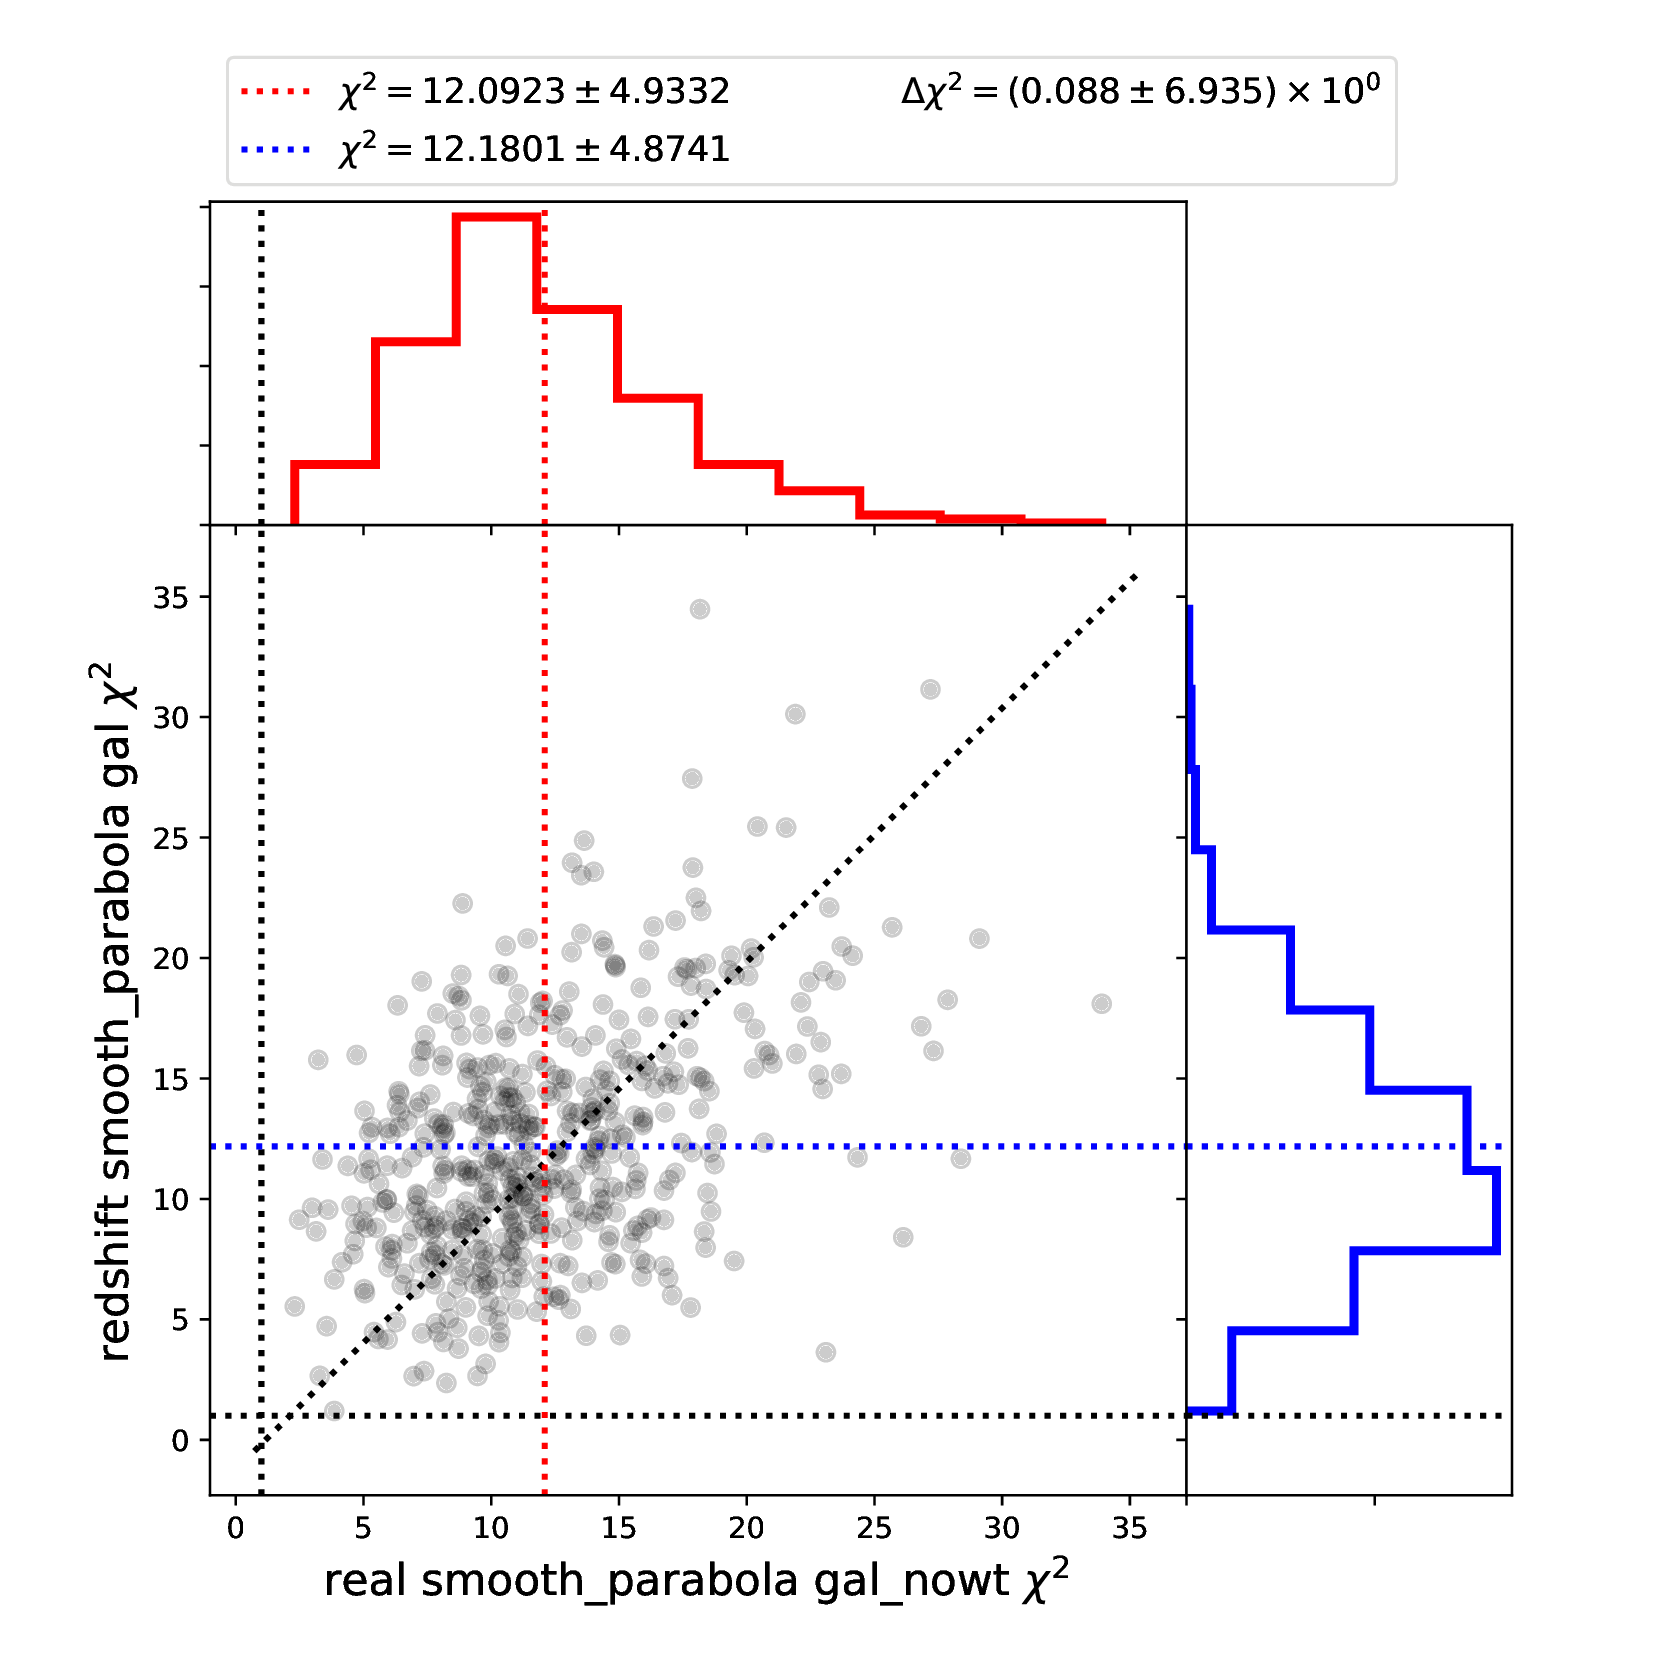 χ² = 12.0923 ± 4.9332
χ² = 12.1801 ± 4.8741
Δχ² = (0.088 ± 6.935) × 10⁰
35
30
25
20
15
10
5
0
redshift smooth_parabola gal χ²
0 5 10 15 20 25 30 35
real smooth_parabola gal_nowt χ²